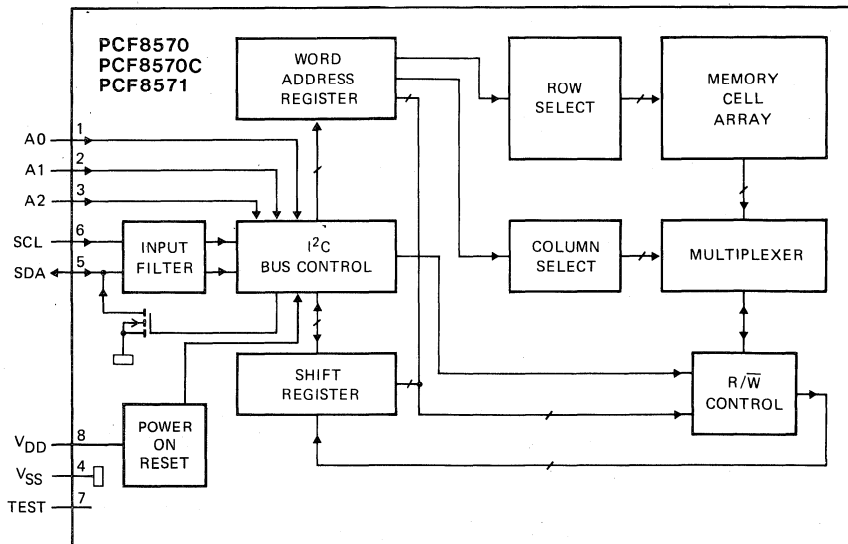 PCF8570
PCF8570C
PCF8571
WORD
ADDRESS
REGISTER
ROW
SELECT
MEMORY
CELL
ARRAY
A0 1
A1 2
A2 3
SCL 6
SDA 5
INPUT
FILTER
I²C
BUS CONTROL
COLUMN
SELECT
MULTIPLEXER
SHIFT
REGISTER
R/W̅
CONTROL
POWER
ON
RESET
VDD 8
VSS 4
TEST 7